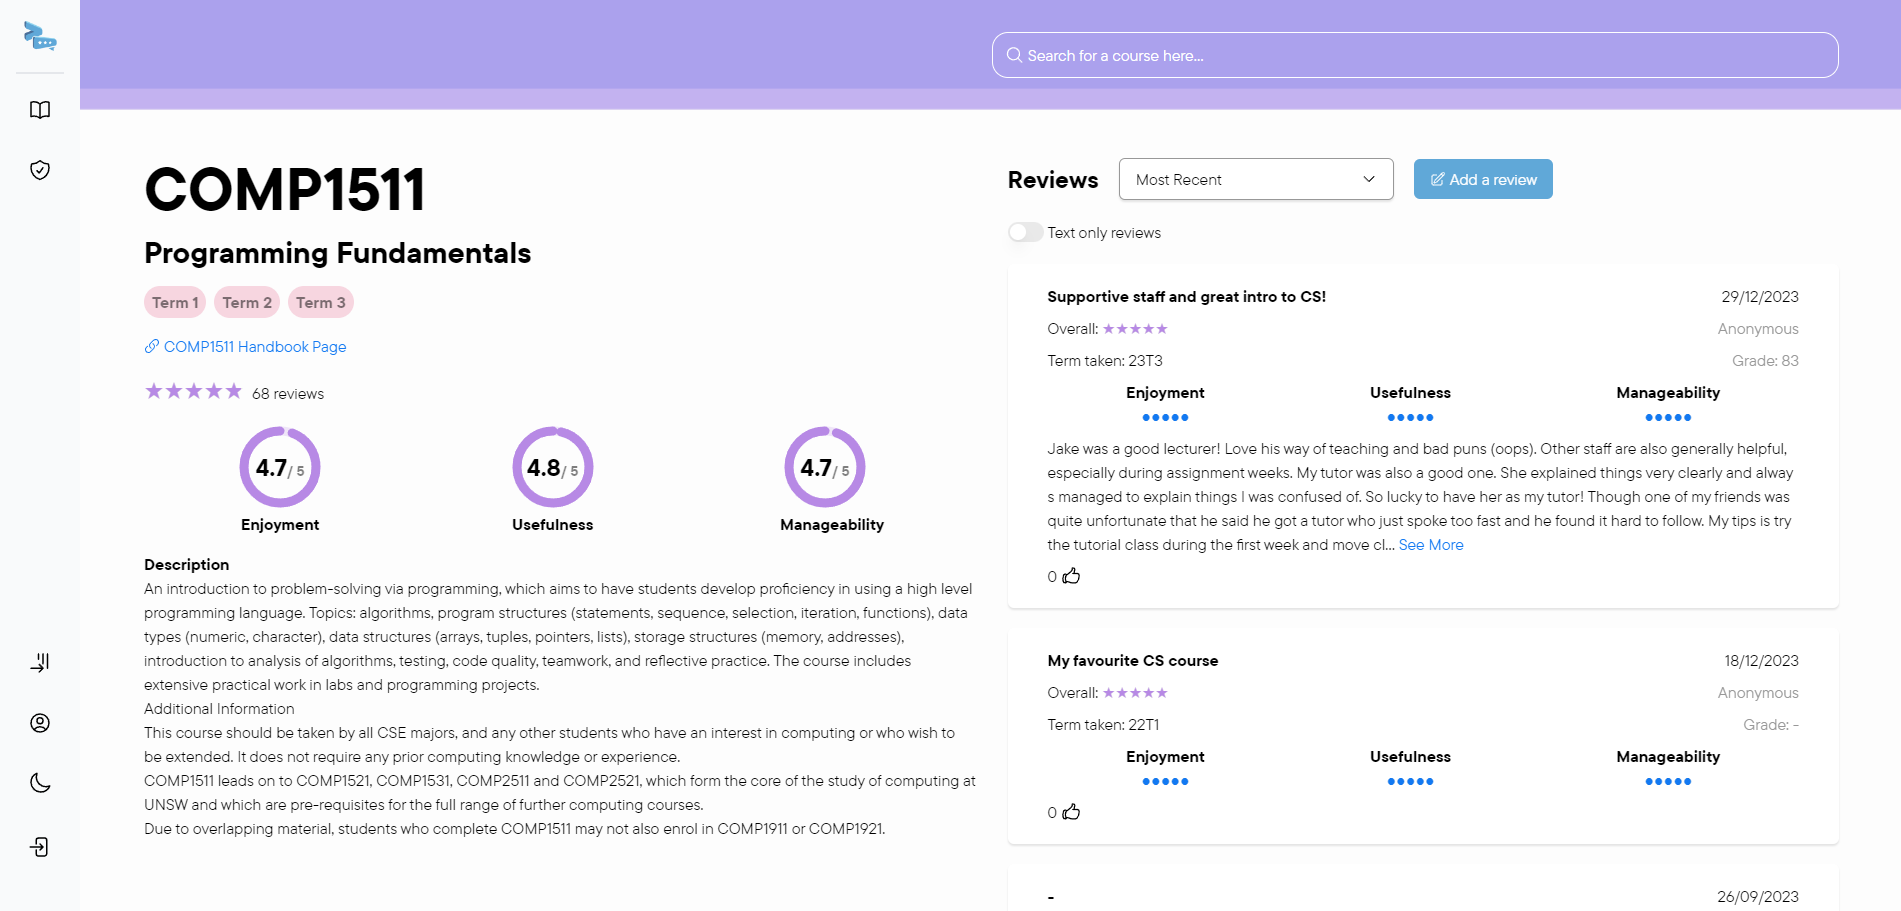 Search for a course here...
COMP1511
Programming Fundamentals
Term 1 Term 2 Term 3
COMP1511 Handbook Page
68 reviews
4.7 / 5 4.8 / 5 4.7 / 5
Enjoyment Usefulness Manageability
Description
An introduction to problem-solving via programming, which aims to have students develop proficiency in using a high level
programming language. Topics: algorithms, program structures (statements, sequence, selection, iteration, functions), data
types (numeric, character), data structures (arrays, tuples, pointers, lists), storage structures (memory, addresses),
introduction to analysis of algorithms, testing, code quality, teamwork, and reflective practice. The course includes
extensive practical work in labs and programming projects.
Additional Information
This course should be taken by all CSE majors, and any other students who have an interest in computing or who wish to
be extended. It does not require any prior computing knowledge or experience.
COMP1511 leads on to COMP1521, COMP1531, COMP2511 and COMP2521, which form the core of the study of computing at
UNSW and which are pre-requisites for the full range of further computing courses.
Due to overlapping material, students who complete COMP1511 may not also enrol in COMP1911 or COMP1921.
Reviews Most Recent Add a review
Text only reviews
Supportive staff and great intro to CS! 29/12/2023
Overall: ★★★★★ Anonymous
Term taken: 23T3 Grade: 83
Enjoyment Usefulness Manageability
Jake was a good lecturer! Love his way of teaching and bad puns (oops). Other staff are also generally helpful,
especially during assignment weeks. My tutor was also a good one. She explained things very clearly and alway
s managed to explain things I was confused of. So lucky to have her as my tutor! Though one of my friends was
quite unfortunate that he said he got a tutor who just spoke too fast and he found it hard to follow. My tips is try
the tutorial class during the first week and move cl... See More
0
My favourite CS course 18/12/2023
Overall: ★★★★★ Anonymous
Term taken: 22T1 Grade: -
Enjoyment Usefulness Manageability
0
- 26/09/2023